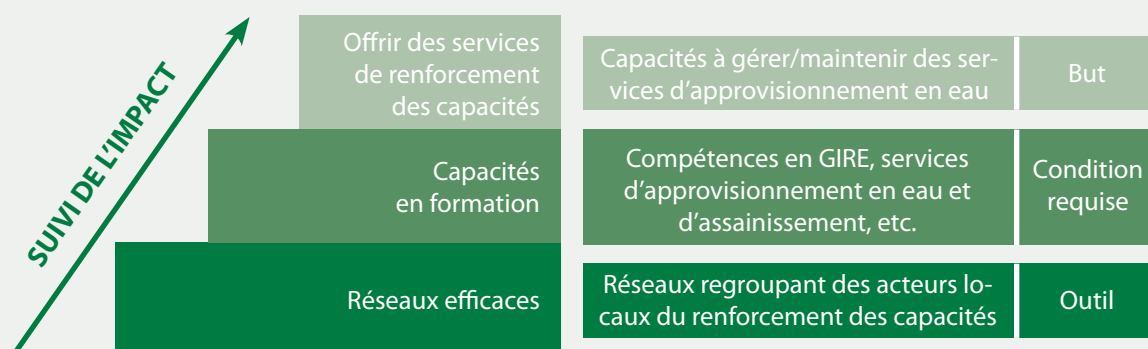 SUIVI DE L'IMPACT
Offrir des services
de renforcement
des capacités
Capacités à gérer/maintenir des ser-
vices d'approvisionnement en eau
But
Capacités
en formation
Compétences en GIRE, services
d'approvisionnement en eau et
d'assainissement, etc.
Condition
requise
Réseaux efficaces
Réseaux regroupant des acteurs lo-
caux du renforcement des capacités
Outil